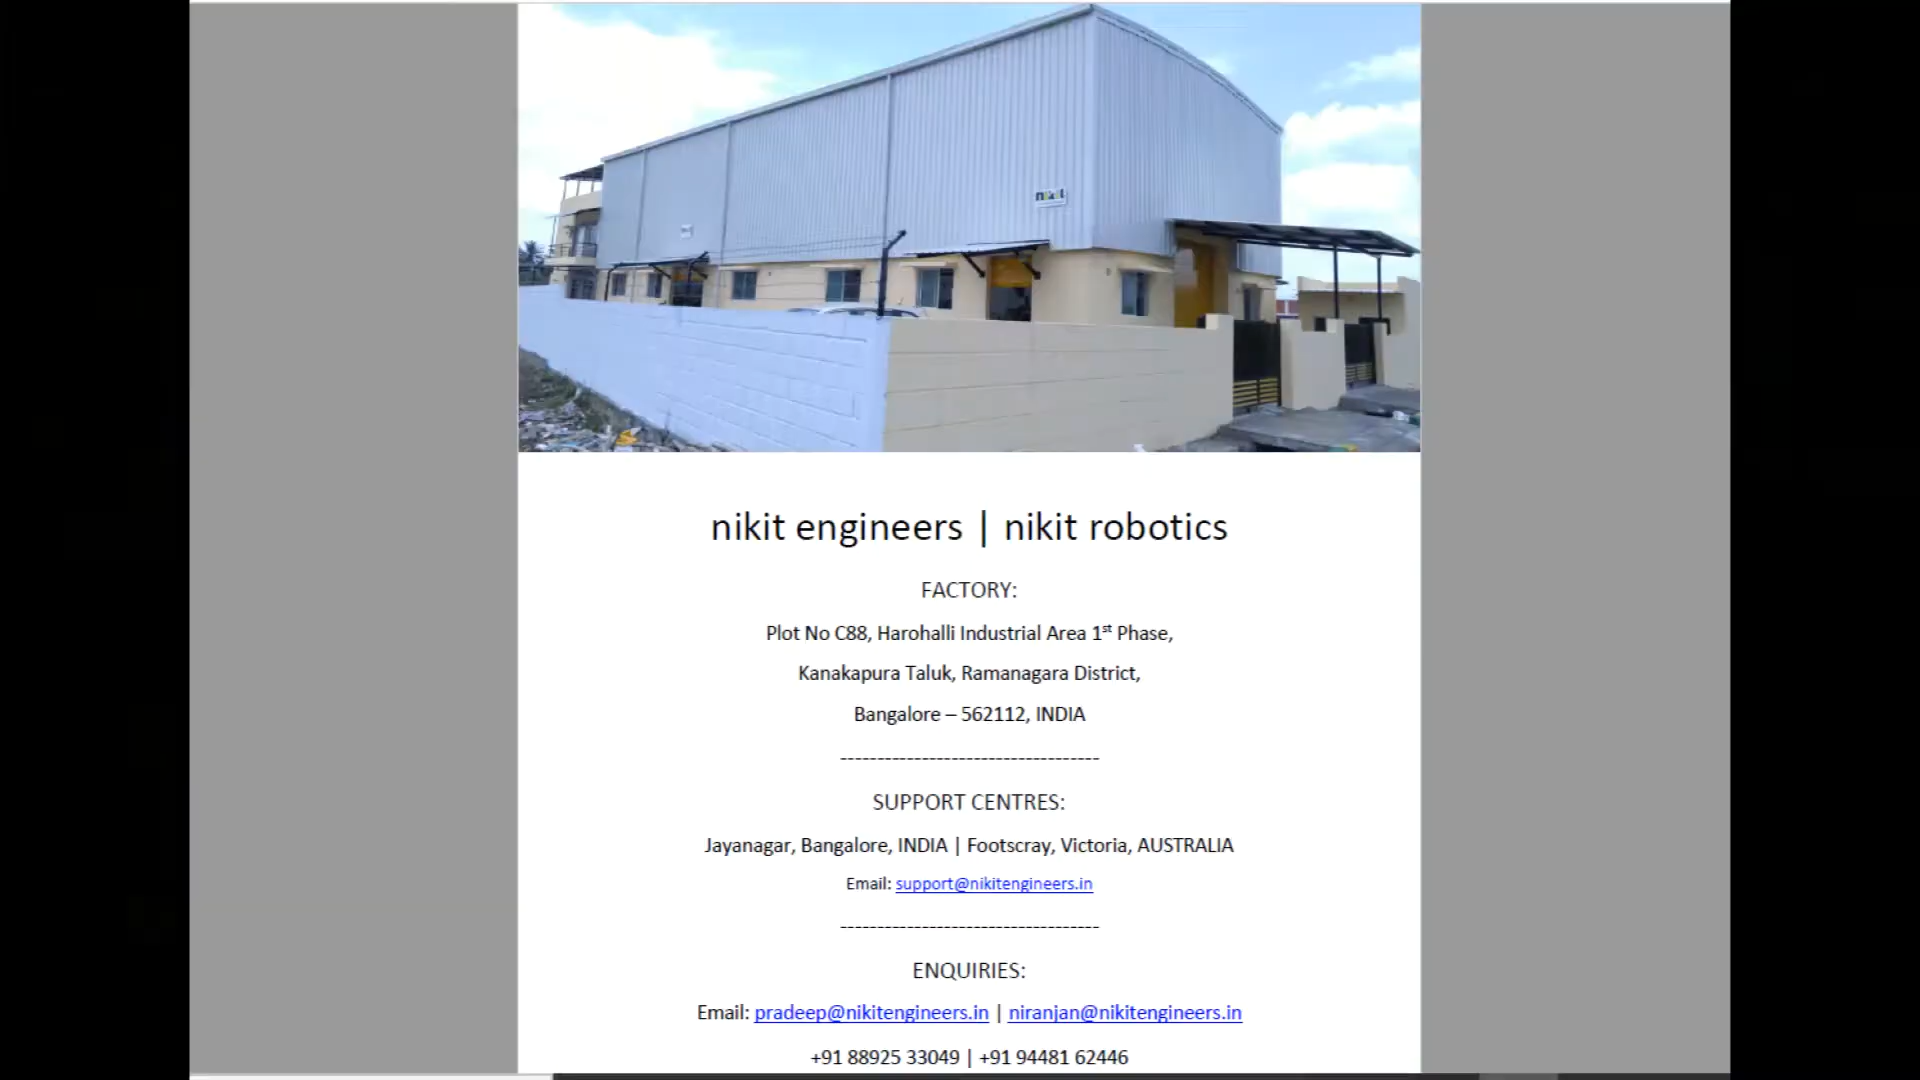 nikit
nikit engineers | nikit robotics
FACTORY:
Plot No C88, Harohalli Industrial Area 1st Phase,
Kanakapura Taluk, Ramanagara District,
Bangalore – 562112, INDIA
-----------------------------------
SUPPORT CENTRES:
Jayanagar, Bangalore, INDIA | Footscray, Victoria, AUSTRALIA
Email: support@nikitengineers.in
-----------------------------------
ENQUIRIES:
Email: pradeep@nikitengineers.in | niranjan@nikitengineers.in
+91 88925 33049 | +91 94481 62446